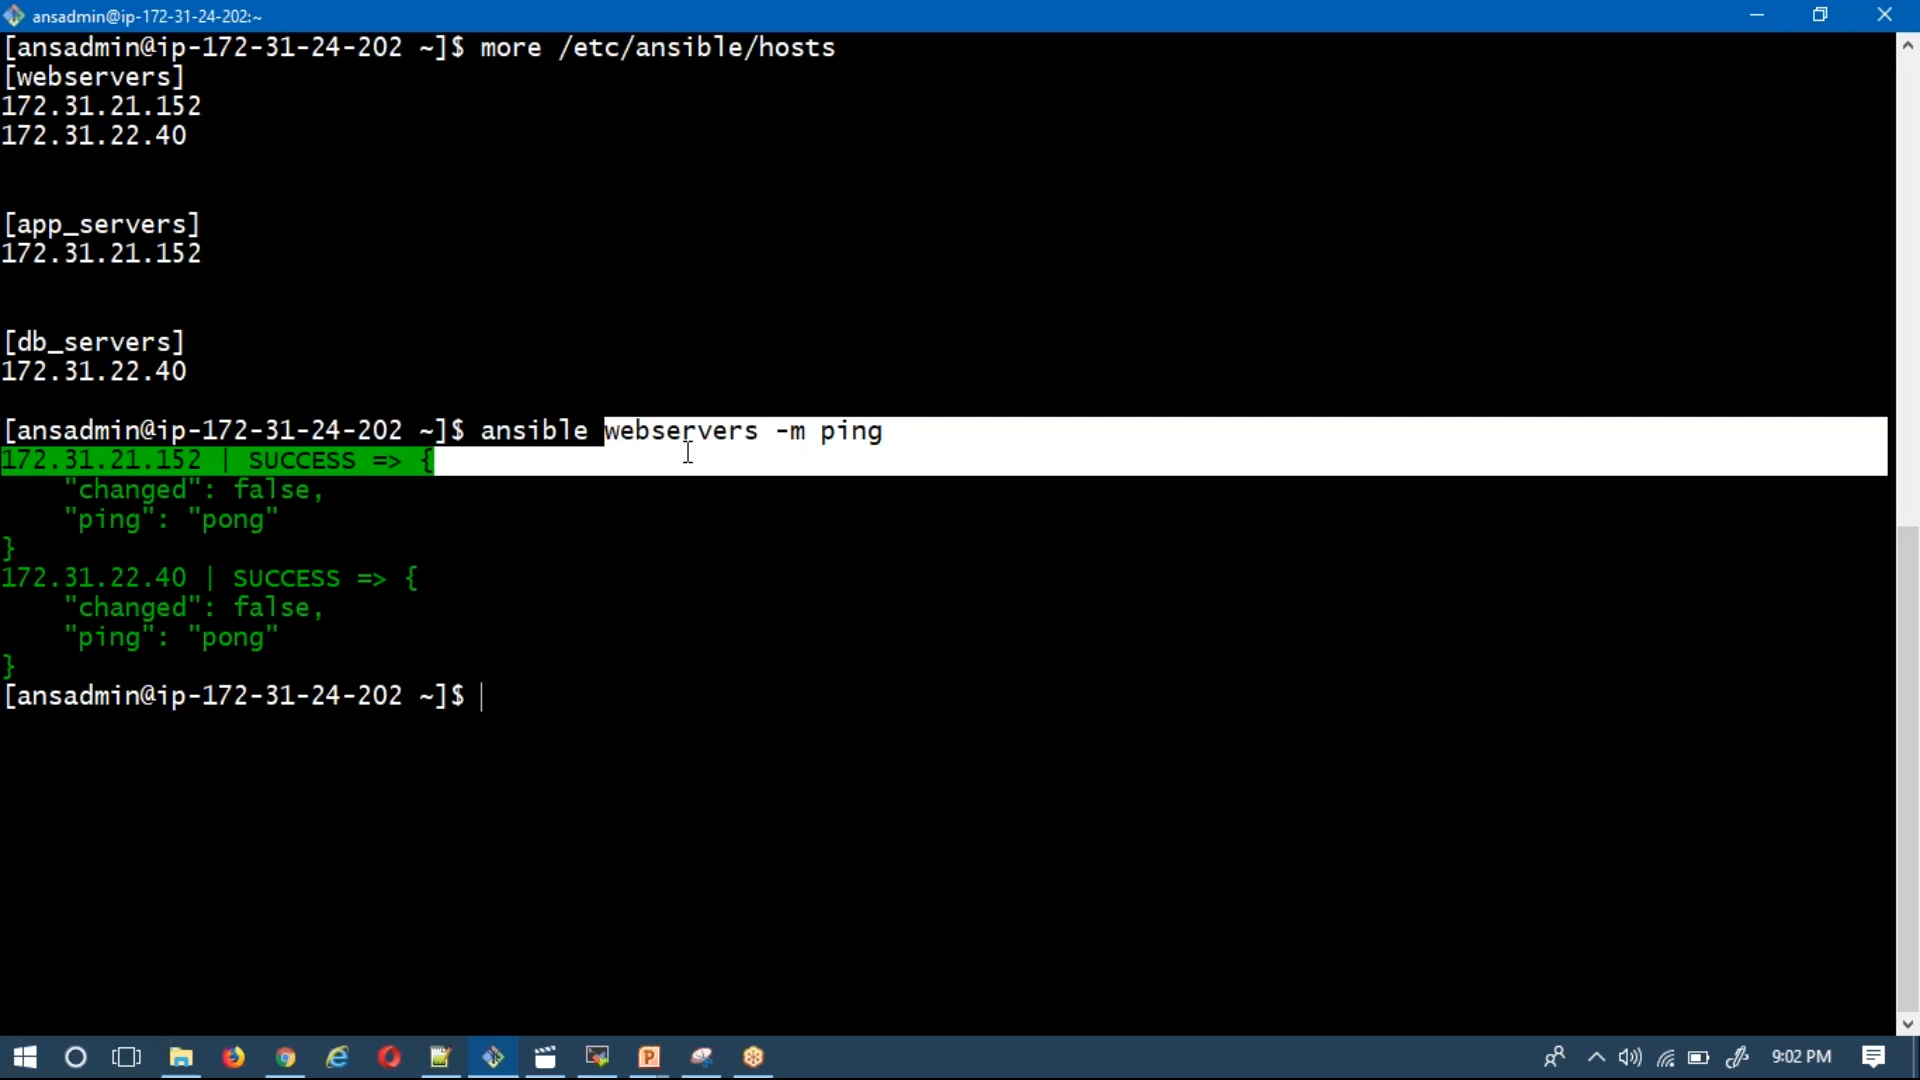 ansadmin@ip-172-31-24-202:~
[ansadmin@ip-172-31-24-202 ~]$ more /etc/ansible/hosts
[webservers]
172.31.21.152
172.31.22.40
[app_servers]
172.31.21.152
[db_servers]
172.31.22.40
[ansadmin@ip-172-31-24-202 ~]$ ansible webservers -m ping
172.31.21.152 | SUCCESS => {
    "changed": false,
    "ping": "pong"
}
172.31.22.40 | SUCCESS => {
    "changed": false,
    "ping": "pong"
}
[ansadmin@ip-172-31-24-202 ~]$
9:02 PM